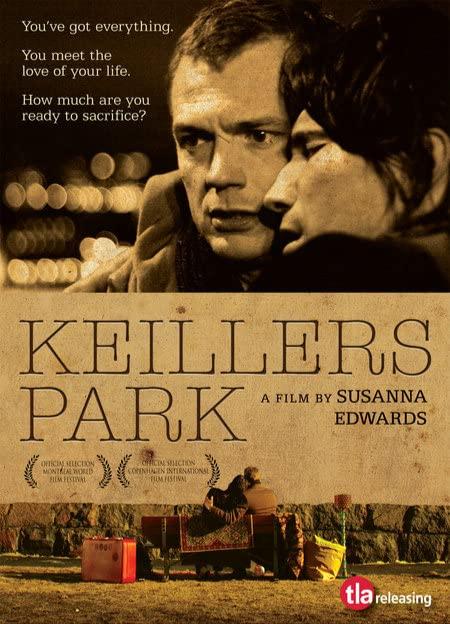 You've got everything.
You meet the
love of your life.
How much are you
ready to sacrifice?
KEILLERS
PARK
A FILM BY SUSANNA
EDWARDS
OFFICIAL SELECTION
MONTREAL WORLD
FILM FESTIVAL
OFFICIAL SELECTION
COPENHAGEN INTERNATIONAL
FILM FESTIVAL
tla releasing